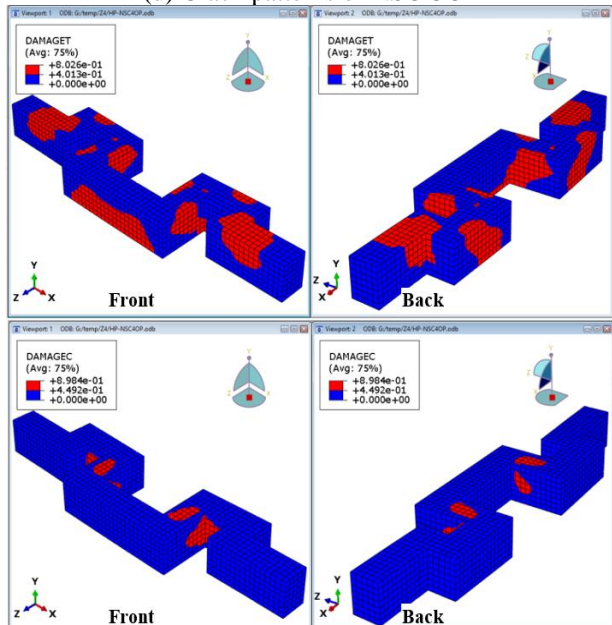 Viewport: 1 ODB: G:/temp/Z4/HP-NSC4OP.odb
DAMAGET
(Avg: 75%)
+8.026e-01
+4.013e-01
+0.000e+00
Y
Z
X
Front
Viewport: 2 ODB: G:/temp/Z4/HP-NSC4OP.odb
DAMAGET
(Avg: 75%)
+8.026e-01
+4.013e-01
+0.000e+00
Y
Z
X
Back
Viewport: 1 ODB: G:/temp/Z4/HP-NSC4OP.odb
DAMAGEC
(Avg: 75%)
+8.984e-01
+4.492e-01
+0.000e+00
Y
Z
X
Front
Viewport: 2 ODB: G:/temp/Z4/HP-NSC4OP.odb
DAMAGEC
(Avg: 75%)
+8.984e-01
+4.492e-01
+0.000e+00
Y
Z
X
Back